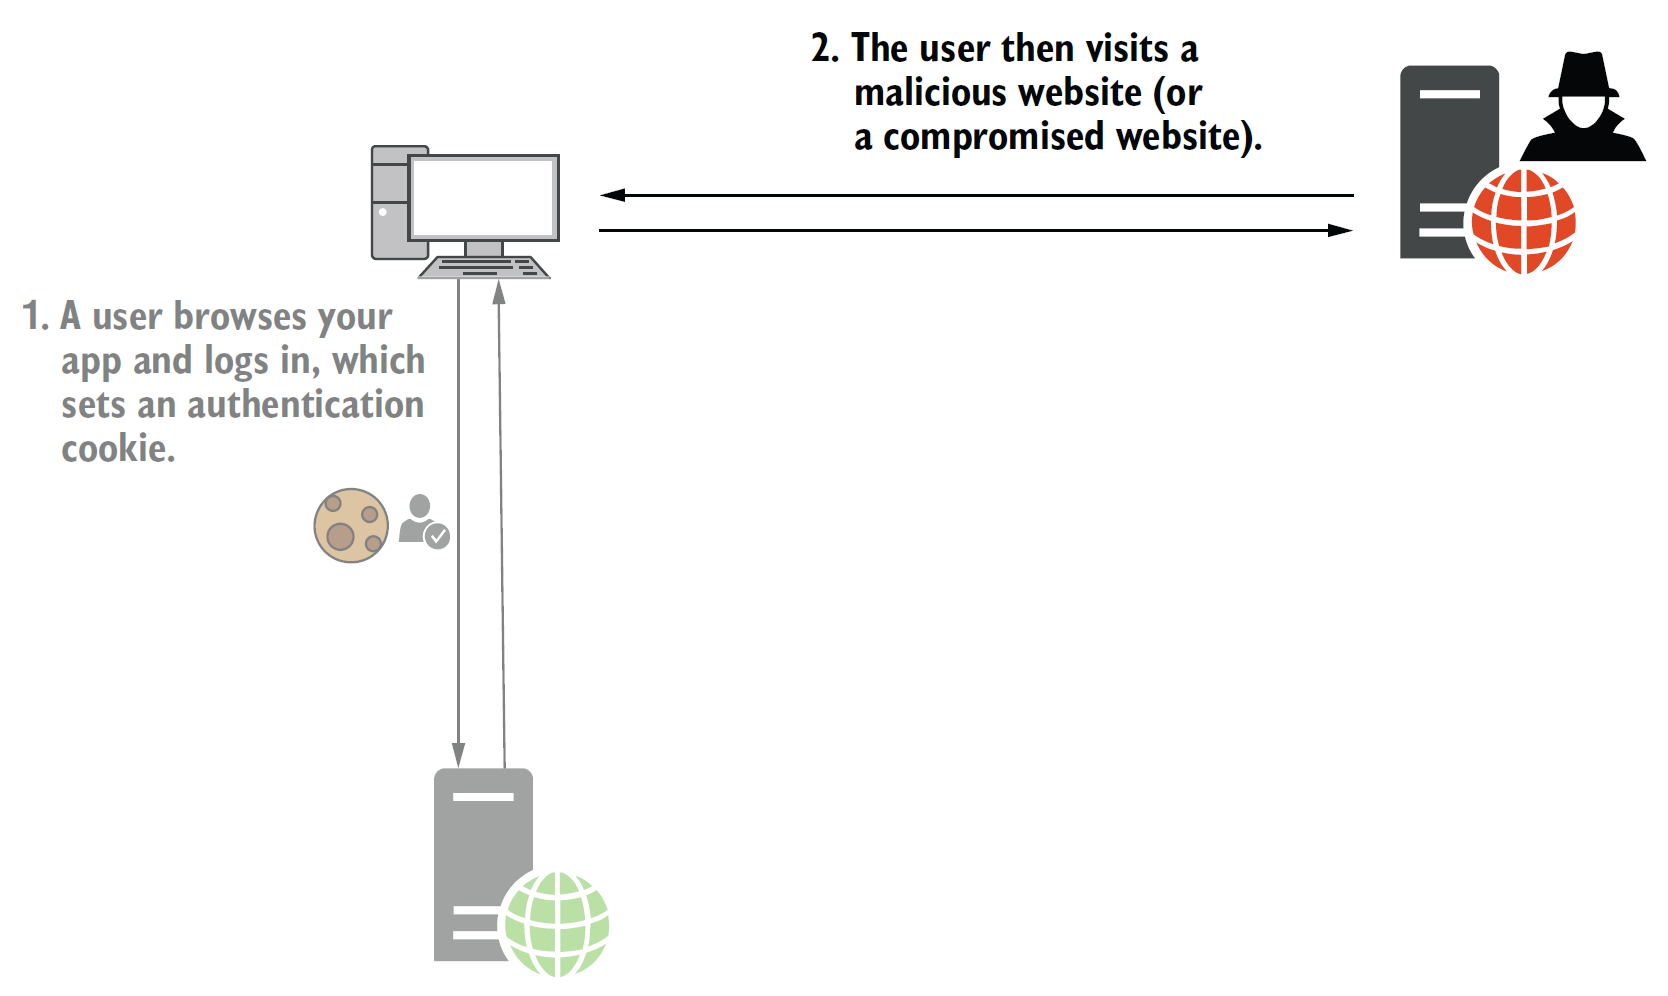 2. The user then visits a
malicious website (or
a compromised website).
1. A user browses your
app and logs in, which
sets an authentication
cookie.